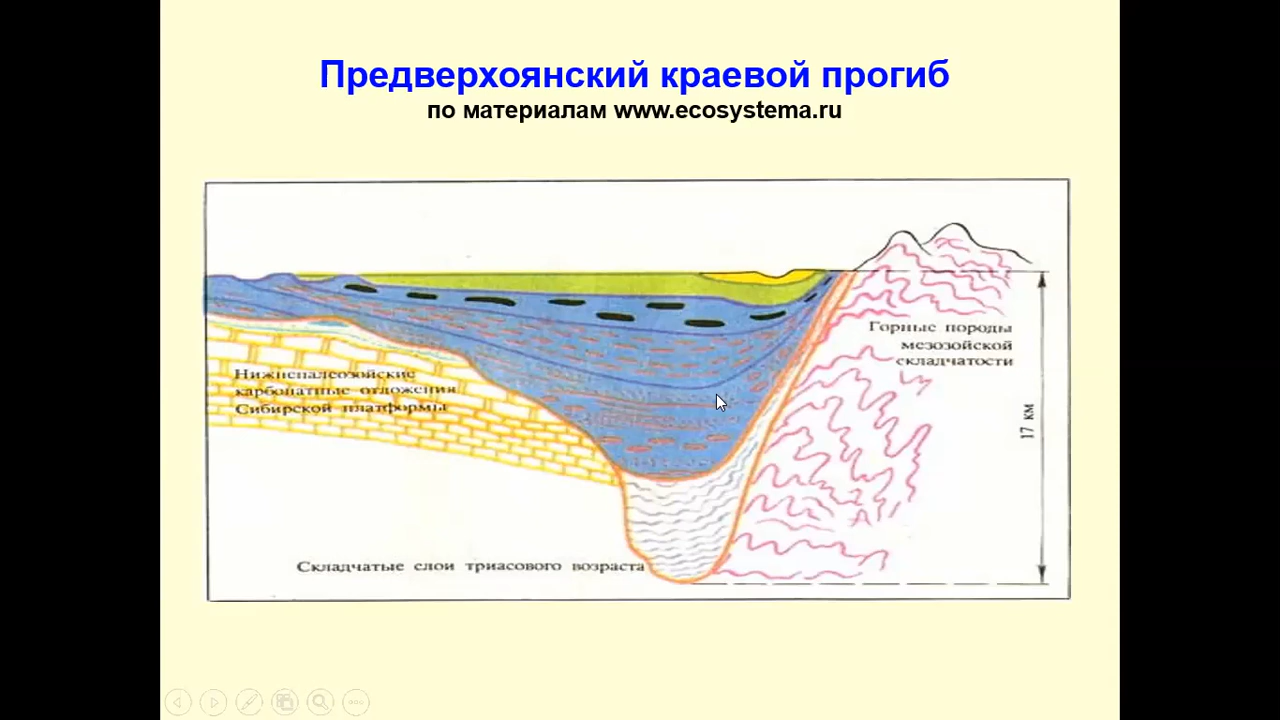 Предверхоянский краевой прогиб
по материалам www.ecosystema.ru
Нижнепалеозойские
карбонатные отложения
Сибирской платформы
Горные породы
мезозойской
складчатости
17 км
Складчатые слои триасового возраста